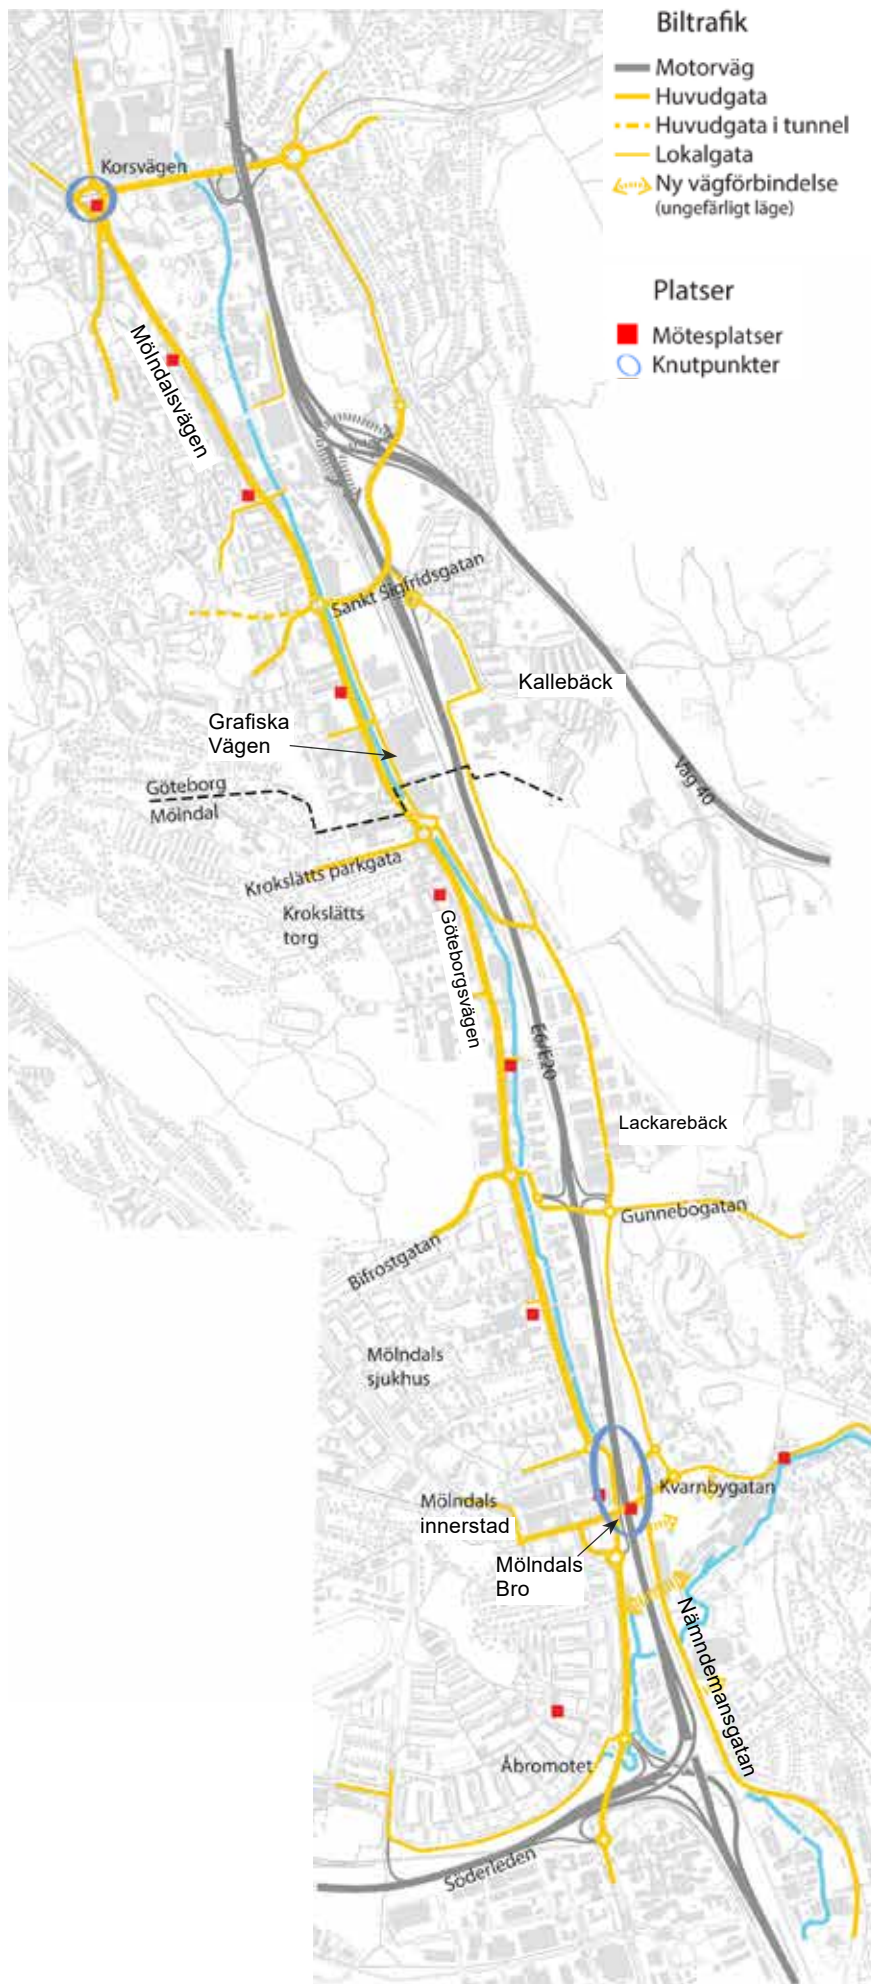 Biltrafik
Motorväg
Huvudgata
Huvudgata i tunnel
Lokalgata
Ny vägförbindelse
(ungefärligt läge)
Platser
Mötesplatser
Knutpunkter
Korsvägen
Mölndalsvägen
Sankt Sigfridsgatan
Kallebäck
Grafiska
Vägen
Väg 40
Göteborg
Mölndal
Krokslätts parkgata
Krokslätts
torg
Göteborgsvägen
E6/E20
Lackarebäck
Gunnebogatan
Bifrostgatan
Mölndals
sjukhus
Kvarnbygatan
Mölndals
innerstad
Mölndals
Bro
Nämndemansgatan
Åbromotet
Söderleden